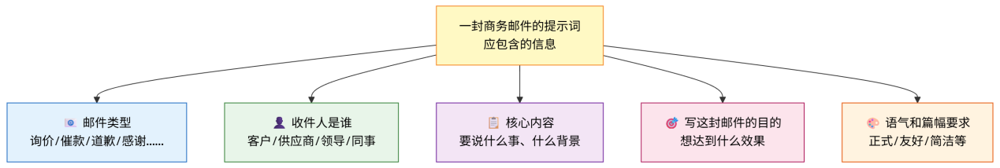 一封商务邮件的提示词
应包含的信息
📧 邮件类型
询价/催款/道歉/感谢……
👤 收件人是谁
客户/供应商/领导/同事
📋 核心内容
要说什么事、什么背景
🎯 写这封邮件的目的
想达到什么效果
🎨 语气和篇幅要求
正式/友好/简洁等